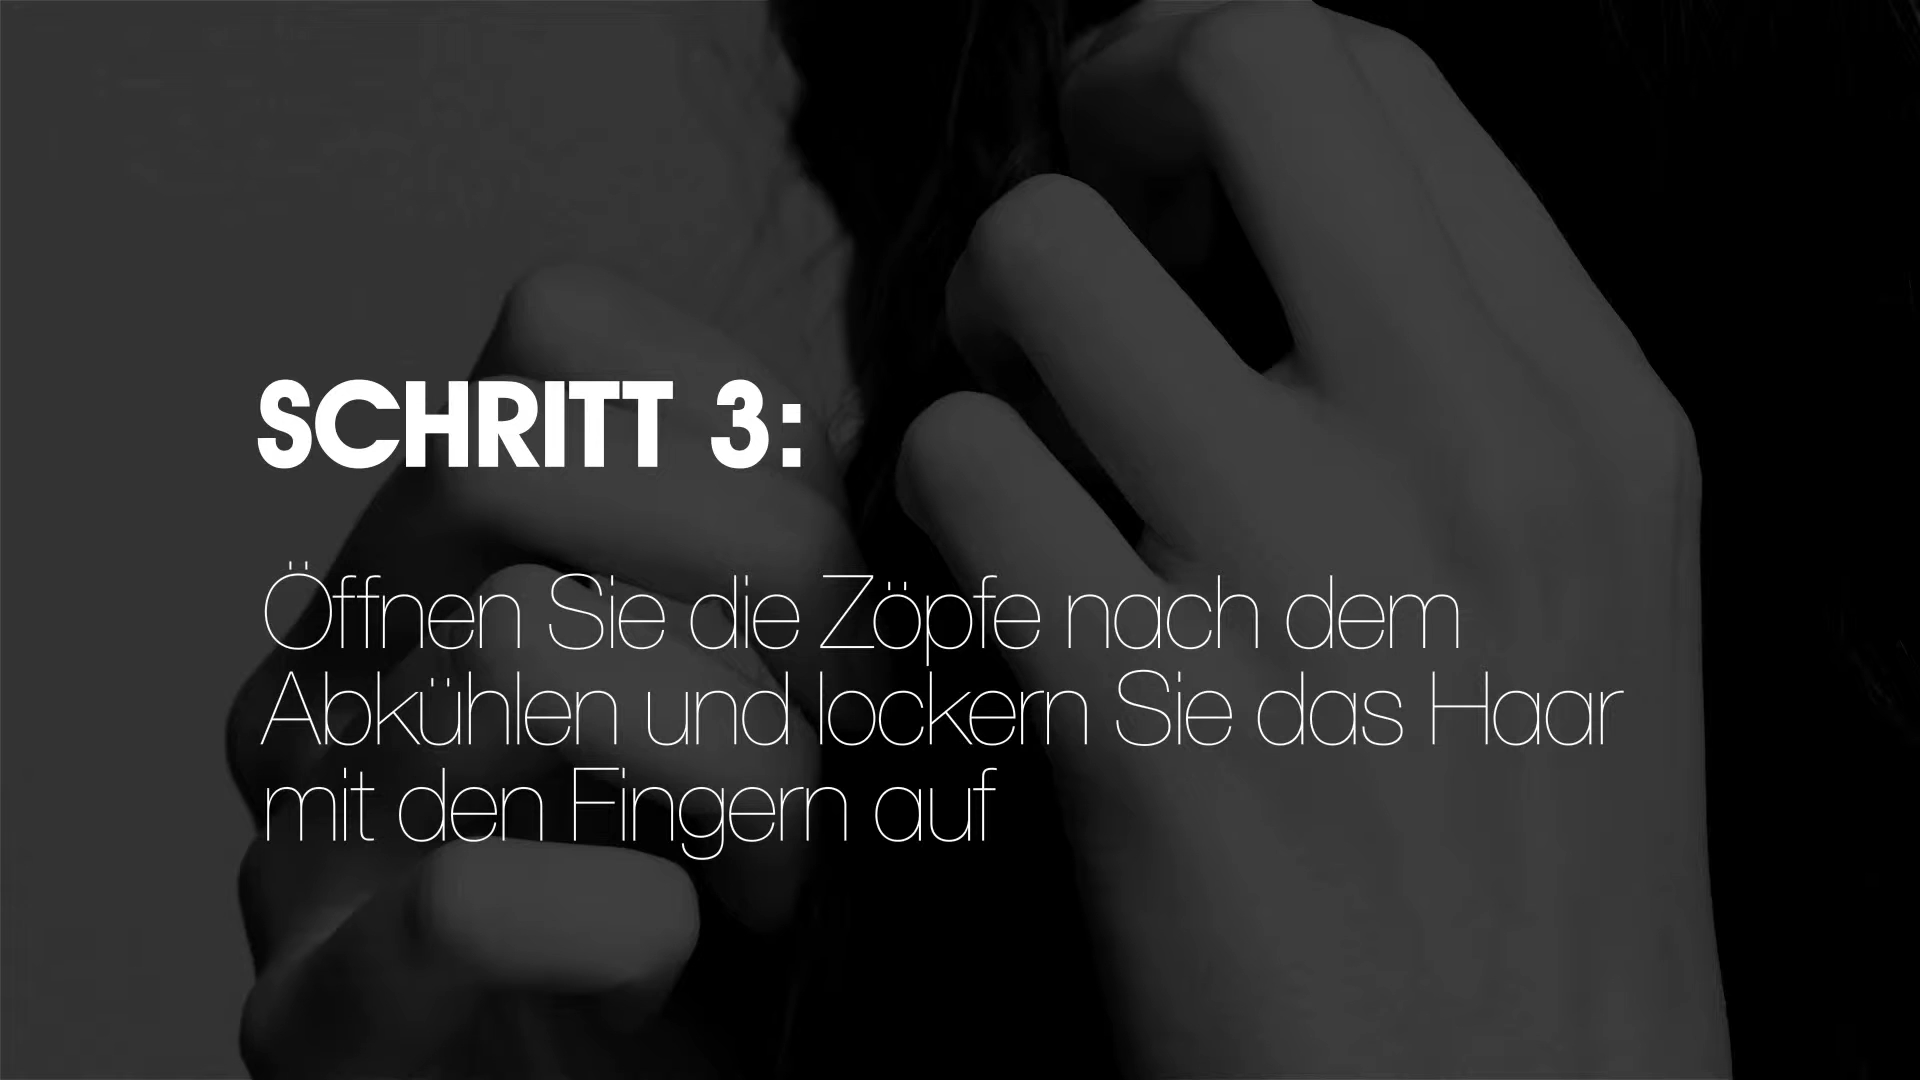 SCHRITT 3:
Öffnen Sie die Zöpfe nach dem
Abkühlen und lockern Sie das Haar
mit den Fingern auf